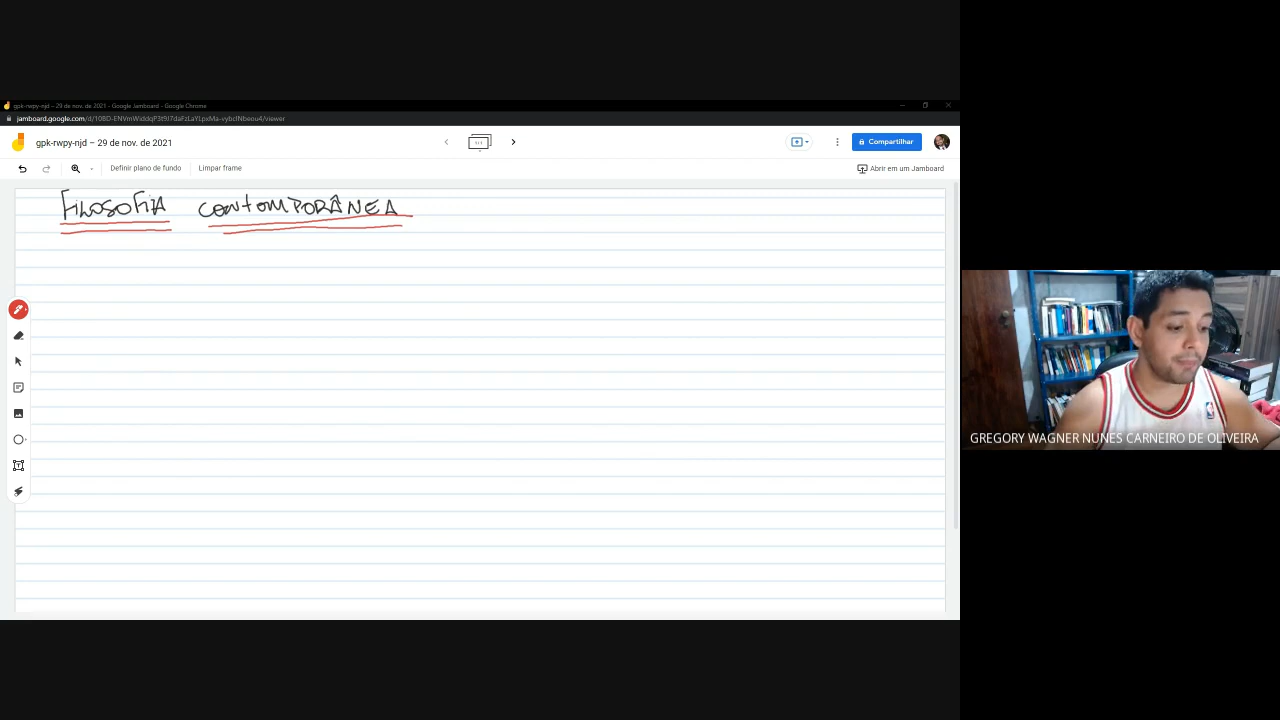 gpk-rwpy-njd – 29 de nov. de 2021 - Google Jamboard - Google Chrome
gpk-rwpy-njd – 29 de nov. de 2021
Compartilhar
Definir plano de fundo
Limpar frame
Abrir em um Jamboard
FILOSOFIA CONTOMPORÂNEA
GREGORY WAGNER NUNES CARNEIRO DE OLIVEIRA